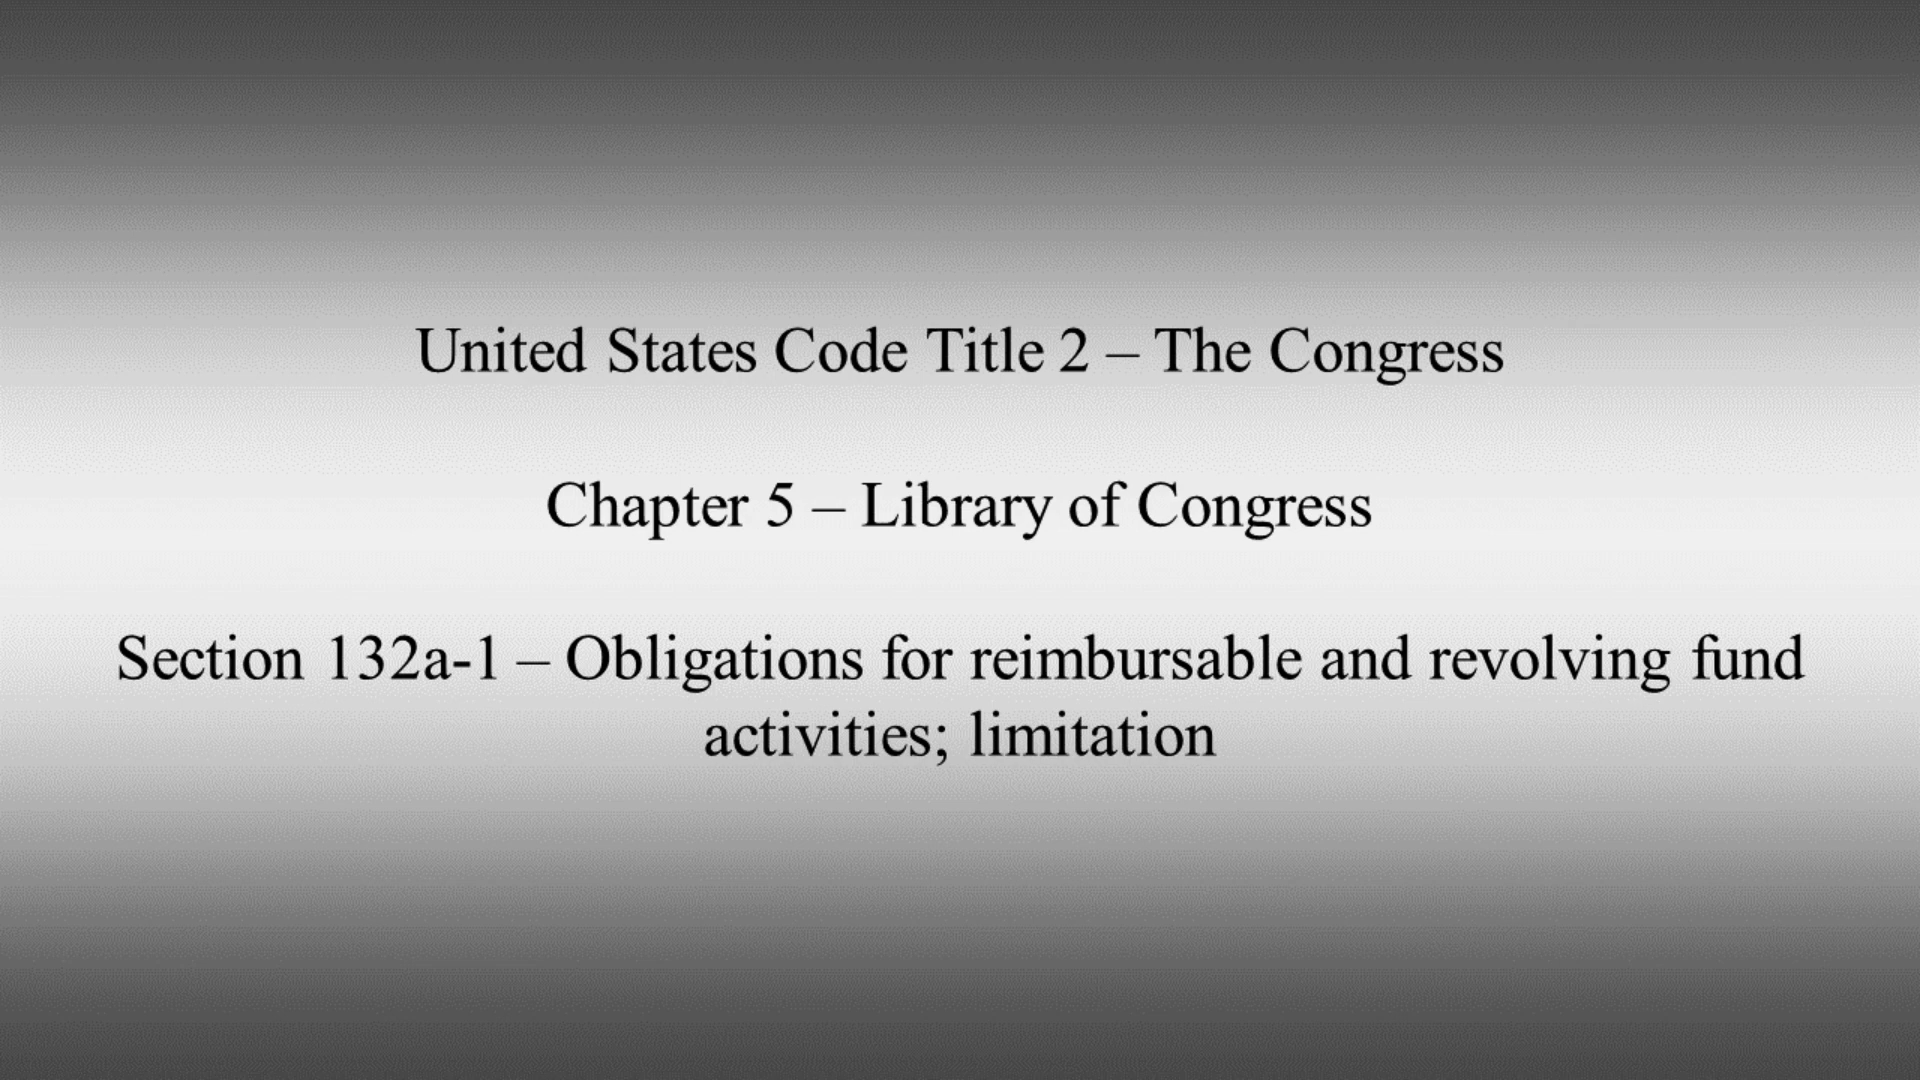 United States Code Title 2 – The Congress
Chapter 5 – Library of Congress
Section 132a-1 – Obligations for reimbursable and revolving fund
activities; limitation